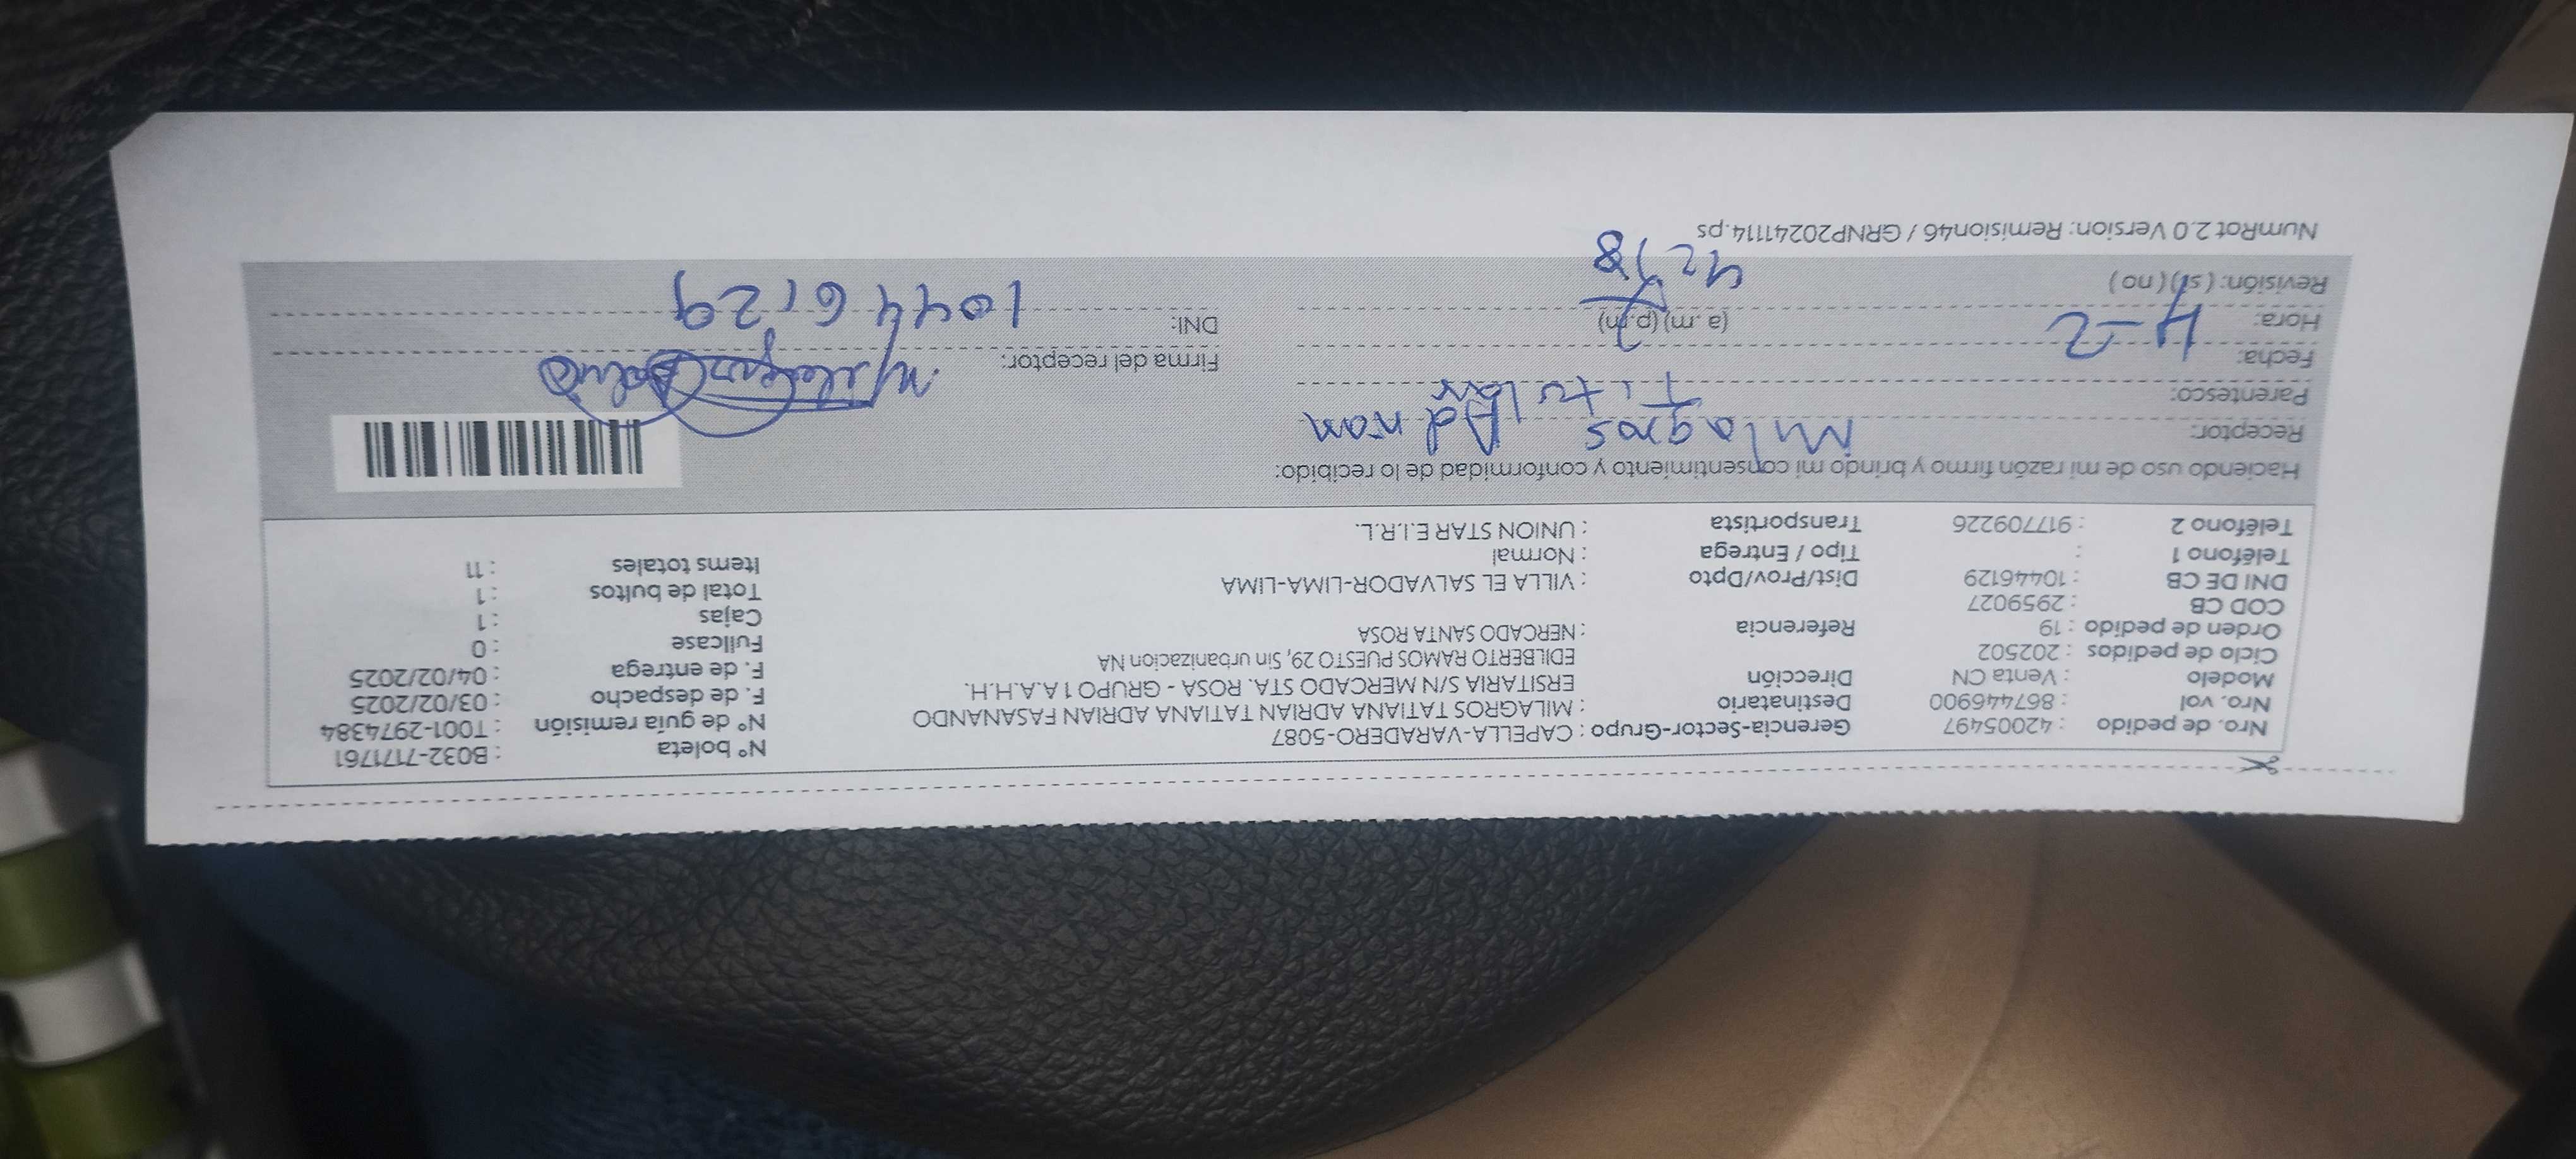 Nro. de pedido : 42005497 Gerencia-Sector-Grupo : CAPELLA-VARADERO-5087 N° boleta : B032-7171761
Nro. vol : 867446900 Destinatario : MILAGROS TATIANA ADRIAN TATIANA ADRIAN FASANANDO N° de guía remisión : T001-2974384
Modelo : Venta CN Dirección ERSITARIA S/N MERCADO STA. ROSA - GRUPO 1 A.A.H.H. F. de despacho : 03/02/2025
Ciclo de pedidos : 202502 EDILBERTO RAMOS PUESTO 29, Sin urbanizacion NA F. de entrega : 04/02/2025
Orden de pedido : 19 Referencia : NERCADO SANTA ROSA Fullcase : 0
COD CB : 2959027 Cajas : 1
DNI DE CB : 10446129 Dist/Prov/Dpto : VILLA EL SALVADOR-LIMA-LIMA Total de bultos : 1
Teléfono 1 : Tipo / Entrega : Normal Items totales : 11
Teléfono 2 : 917709226 Transportista : UNION STAR E.I.R.L.
Haciendo uso de mi razón firmo y brindo mi consentimiento y conformidad de lo recibido:
Receptor: Milagros
Parentesco: Titular
Fecha: 4-2 Firma del receptor:
Hora: (a.m) (p.m) DNI: 10446129
Revisión: ( si) ( no )
NumRot 2.0 Version: Remision46 / GRNP20241114.ps